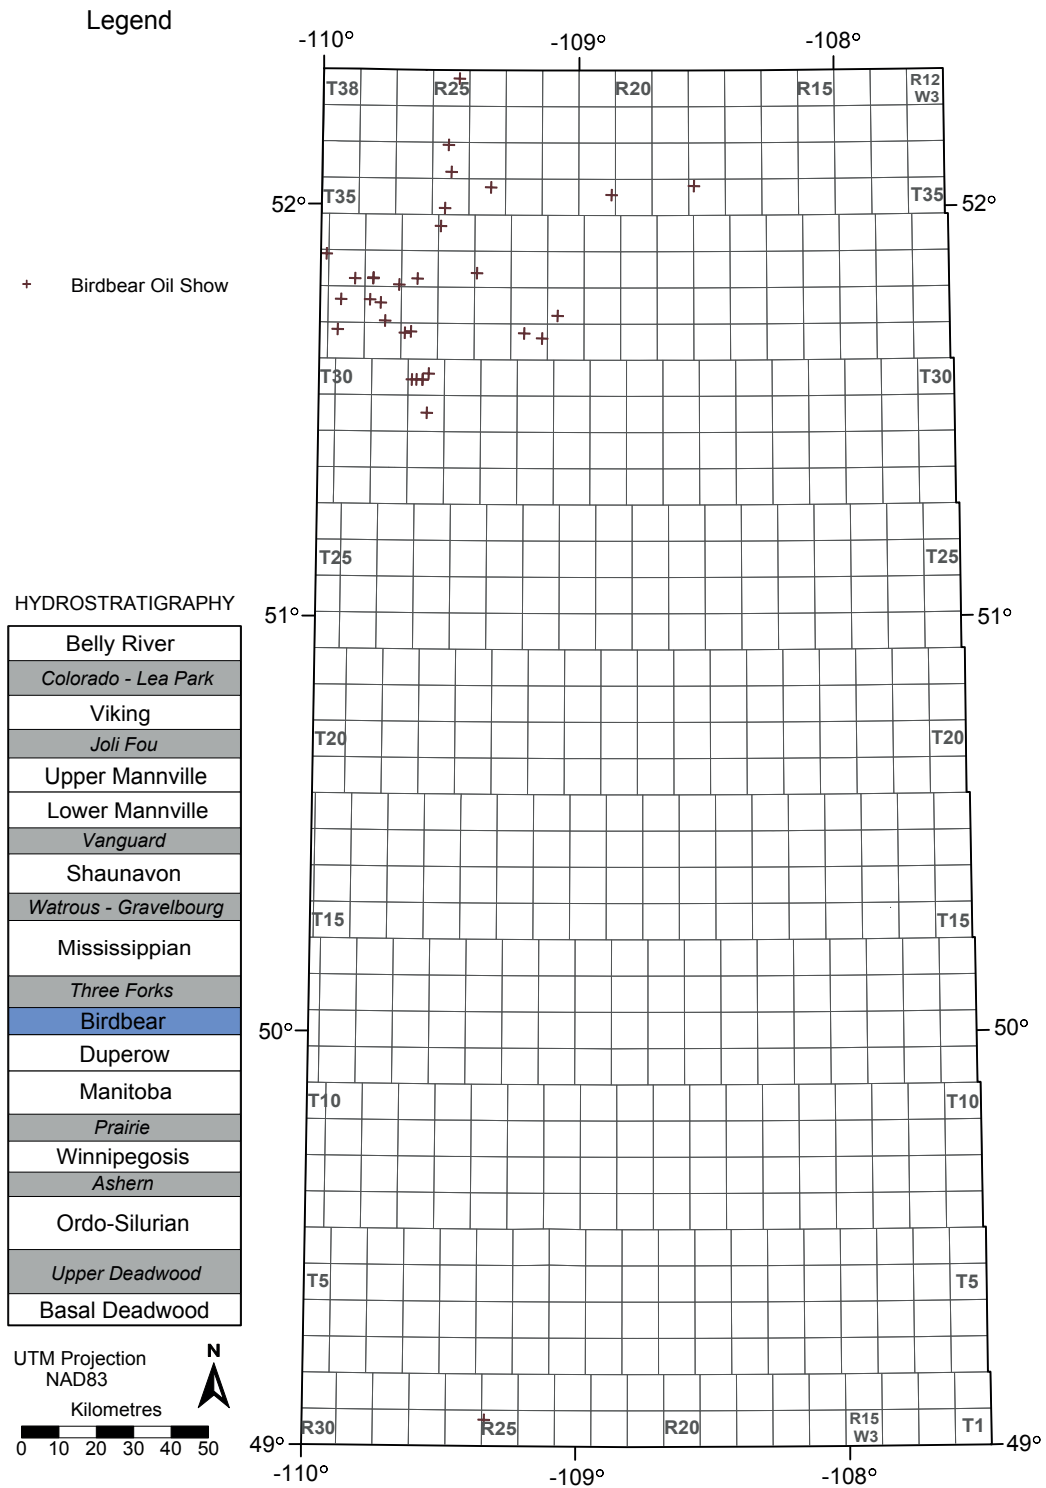 Legend
-110° -109° -108°
T38 R25 R20 R15 R12
W3
T35 T35
52° 52°
+ Birdbear Oil Show
T30 T30
T25 T25
51° 51°
T20 T20
T15 T15
50° 50°
T10 T10
T5 T5
R30 R25 R20 R15
W3 T1
49° 49°
-110° -109° -108°
HYDROSTRATIGRAPHY
Belly River
Colorado - Lea Park
Viking
Joli Fou
Upper Mannville
Lower Mannville
Vanguard
Shaunavon
Watrous - Gravelbourg
Mississippian
Three Forks
Birdbear
Duperow
Manitoba
Prairie
Winnipegosis
Ashern
Ordo-Silurian
Upper Deadwood
Basal Deadwood
UTM Projection
NAD83
N
Kilometres
0 10 20 30 40 50